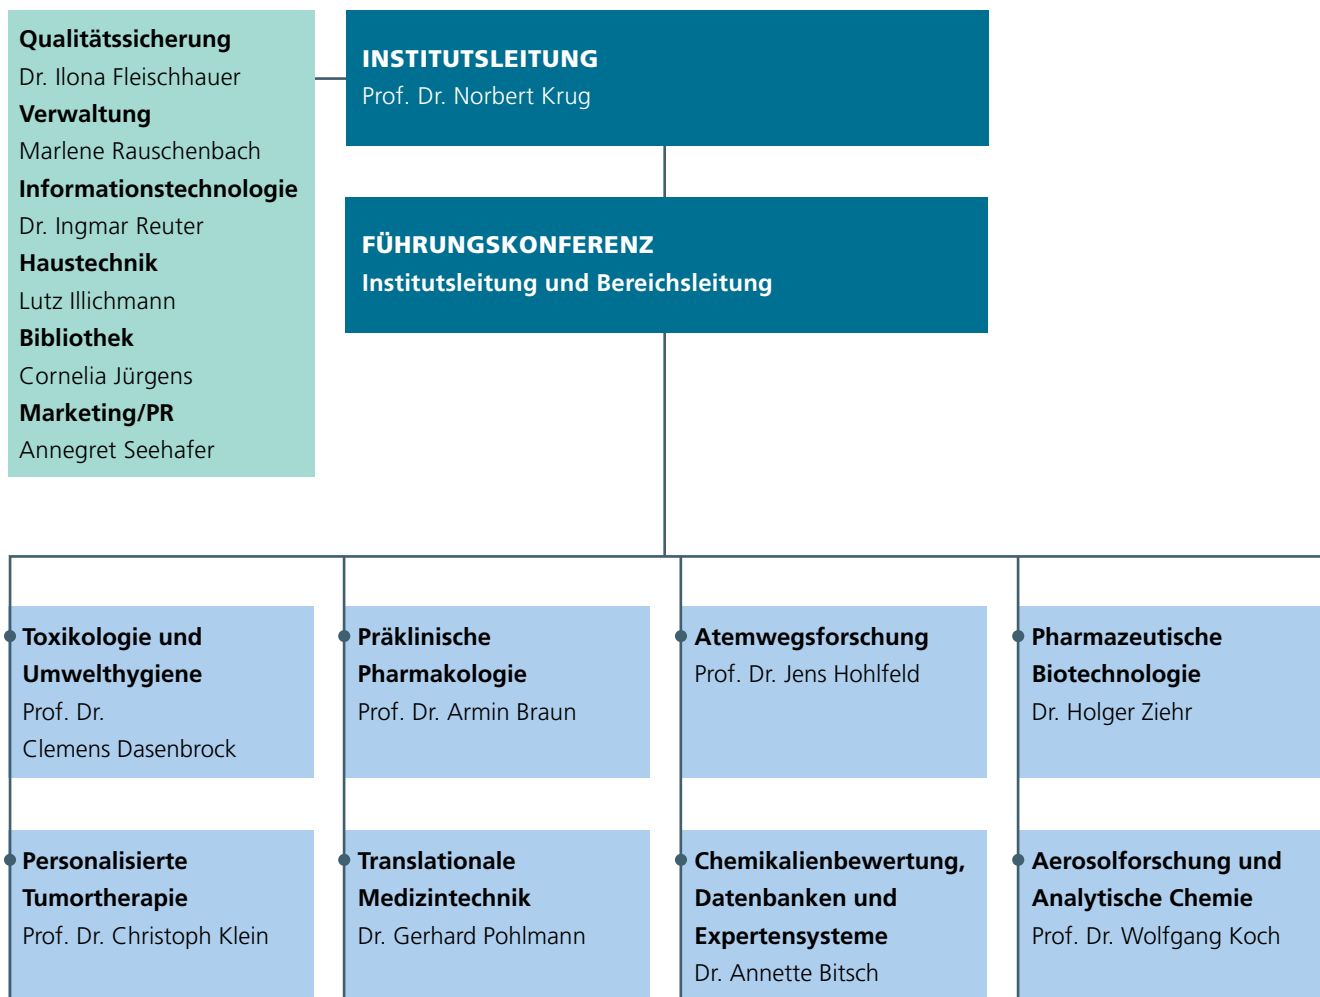 Qualitätssicherung
Dr. Ilona Fleischhauer
Verwaltung
Marlene Rauschenbach
Informationstechnologie
Dr. Ingmar Reuter
Haustechnik
Lutz Illichmann
Bibliothek
Cornelia Jürgens
Marketing/PR
Annegret Seehafer
INSTITUTSLEITUNG
Prof. Dr. Norbert Krug
FÜHRUNGSKONFERENZ
Institutsleitung und Bereichsleitung
Toxikologie und
Umwelthygiene
Prof. Dr.
Clemens Dasenbrock
Präklinische
Pharmakologie
Prof. Dr. Armin Braun
Atemwegsforschung
Prof. Dr. Jens Hohlfeld
Pharmazeutische
Biotechnologie
Dr. Holger Ziehr
Personalisierte
Tumortherapie
Prof. Dr. Christoph Klein
Translationale
Medizintechnik
Dr. Gerhard Pohlmann
Chemikalienbewertung,
Datenbanken und
Expertensysteme
Dr. Annette Bitsch
Aerosolforschung und
Analytische Chemie
Prof. Dr. Wolfgang Koch